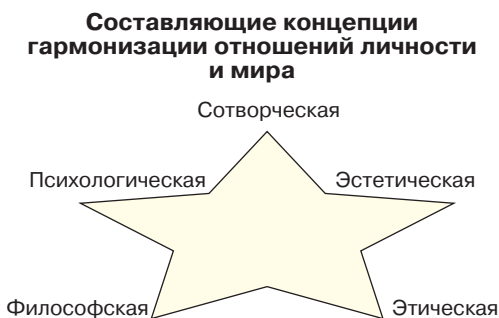 Составляющие концепции
гармонизации отношений личности
и мира
Сотворческая
Психологическая
Эстетическая
Философская
Этическая